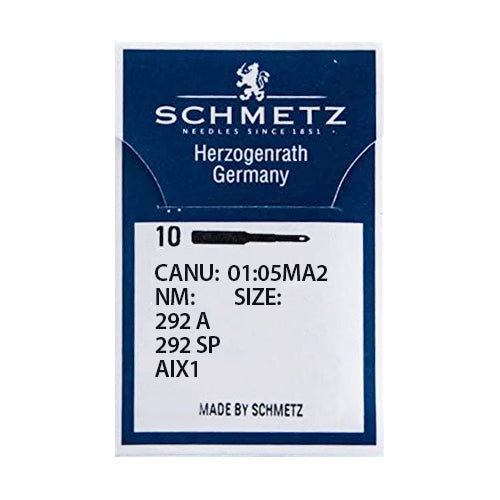 SCHMETZ
NEEDLES SINCE 1851
Herzogenrath
Germany
10
CANU: 01:05MA2
NM: SIZE:
292 A
292 SP
AIX1
MADE BY SCHMETZ